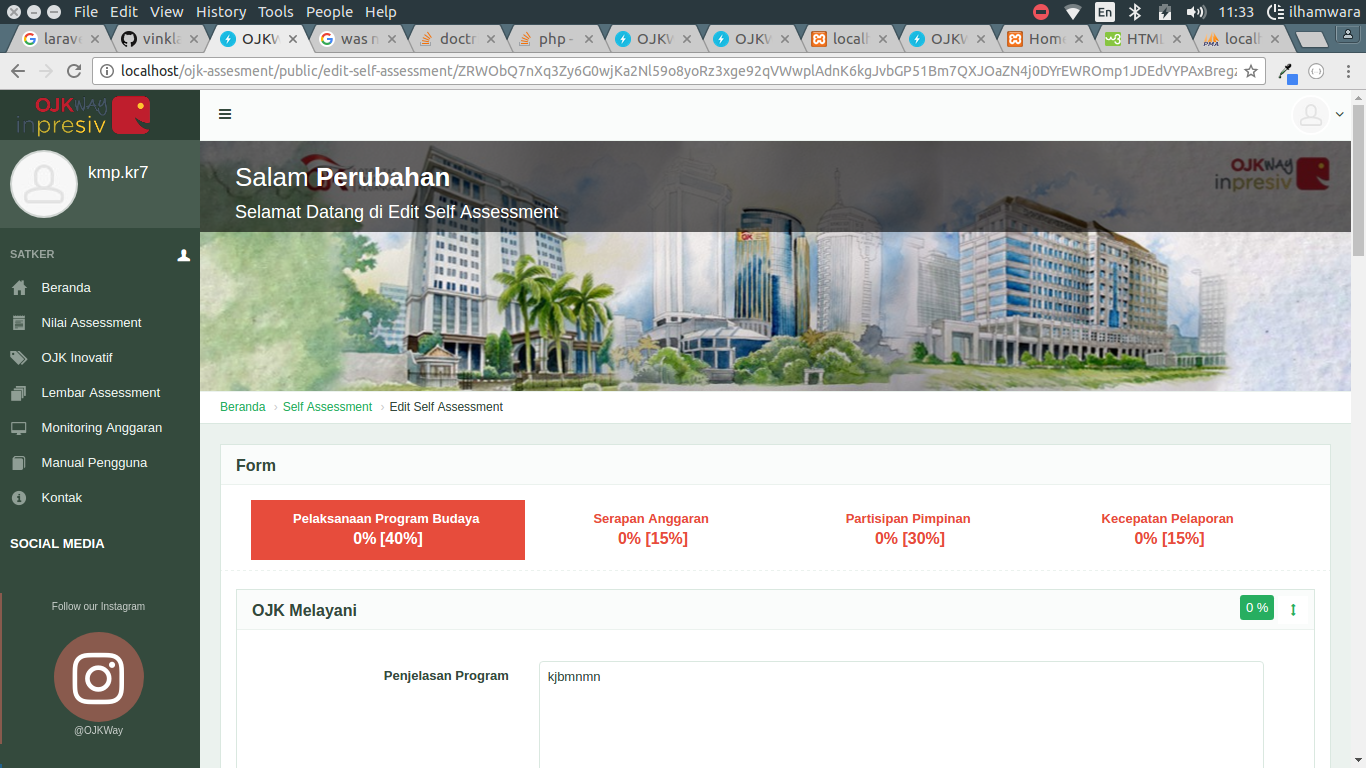 File Edit View History Tools People Help
En 11:33 ilhamwara
larav
vinkla
OJKW
was n
doctr
php -
OJKW
OJKW
local
OJKW
Hom
HTML
local
localhost/ojk-assesment/public/edit-self-assessment/
OJKWAY
inpresiv
kmp.kr7
SATKER
Beranda
Nilai Assessment
OJK Inovatif
Lembar Assessment
Monitoring Anggaran
Manual Pengguna
Kontak
SOCIAL MEDIA
Follow our Instagram
@OJKWay
Salam Perubahan
Selamat Datang di Edit Self Assessment
OJKWAY
inpresiv
Beranda › Self Assessment › Edit Self Assessment
Form
Pelaksanaan Program Budaya
0% [40%]
Serapan Anggaran
0% [15%]
Partisipan Pimpinan
0% [30%]
Kecepatan Pelaporan
0% [15%]
OJK Melayani
0 %
Penjelasan Program
kjbmnmn